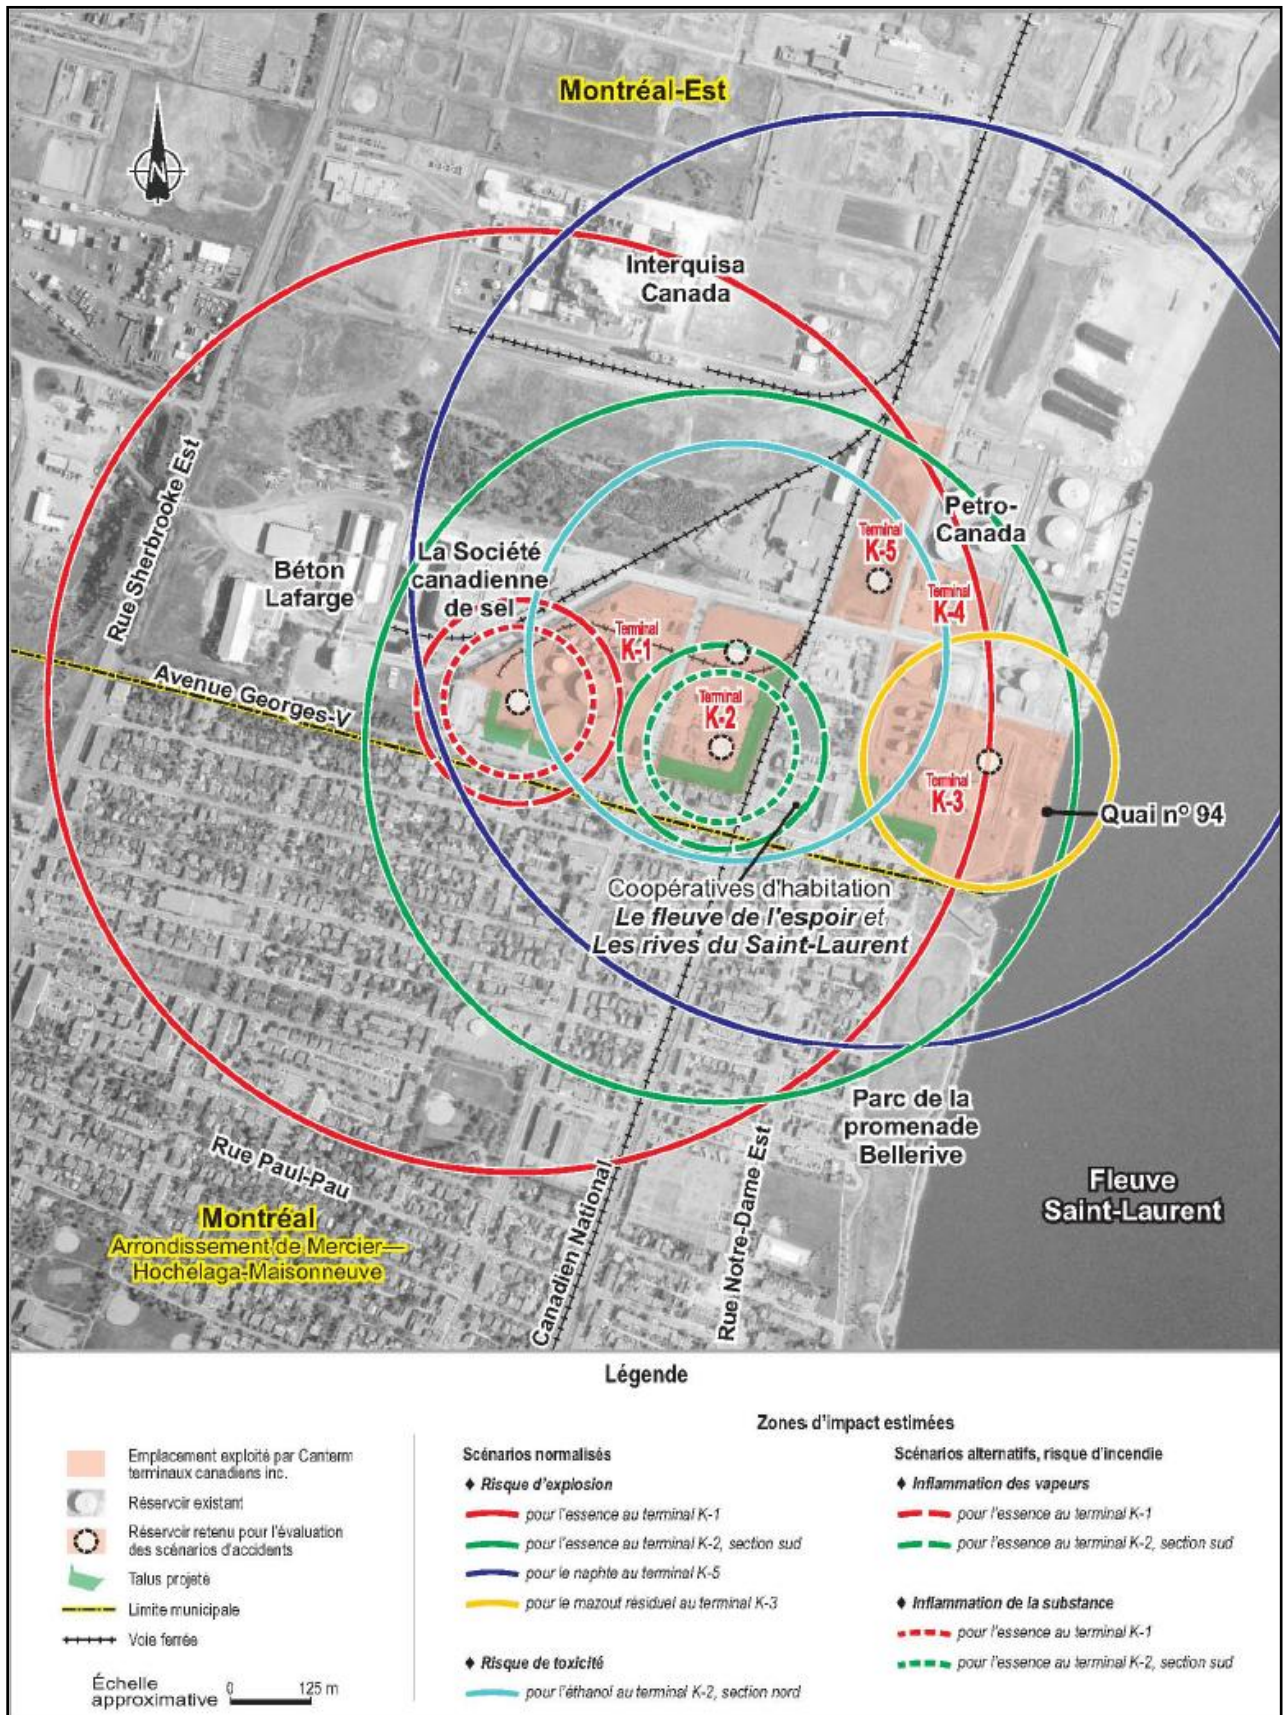 Montréal-Est
N
Interquisa
Canada
Rue Sherbrooke Est
Petro-
Canada
Terminal
K-5
La Société
canadienne
de sel
Béton
Lafarge
Terminal
K-4
Terminal
K-1
Avenue Georges-V
Terminal
K-2
Terminal
K-3
Quai nº 94
Coopératives d'habitation
Le fleuve de l'espoir et
Les rives du Saint-Laurent
Parc de la
promenade
Bellerive
Rue Paul-Pau
Fleuve
Saint-Laurent
Montréal
Arrondissement de Mercier—
Hochelaga-Maisonneuve
Canadien National
Rue Notre-Dame Est
Légende
Emplacement exploité par Canterm
terminaux canadiens inc.
Réservoir existant
Réservoir retenu pour l'évaluation
des scénarios d'accidents
Talus projeté
Limite municipale
Voie ferrée
Échelle
approximative 0 125 m
Zones d'impact estimées
Scénarios normalisés
♦ Risque d'explosion
pour l'essence au terminal K-1
pour l'essence au terminal K-2, section sud
pour le naphte au terminal K-5
pour le mazout résiduel au terminal K-3
♦ Risque de toxicité
pour l'éthanol au terminal K-2, section nord
Scénarios alternatifs, risque d'incendie
♦ Inflammation des vapeurs
pour l'essence au terminal K-1
pour l'essence au terminal K-2, section sud
♦ Inflammation de la substance
pour l'essence au terminal K-1
pour l'essence au terminal K-2, section sud